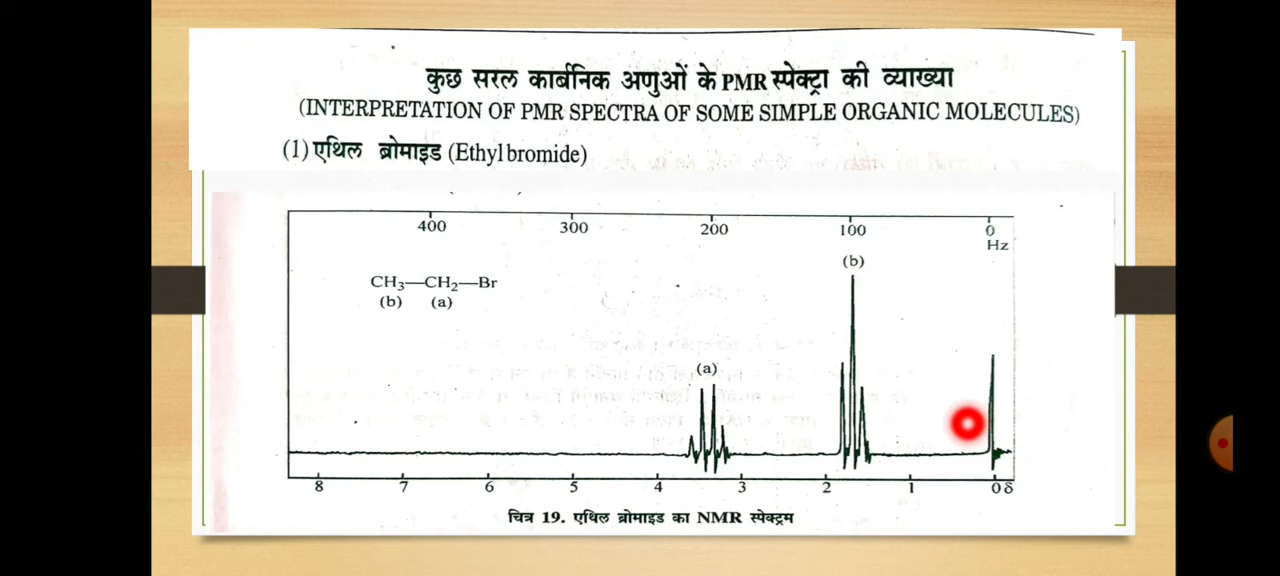 कुछ सरल कार्बनिक अणुओं के PMR स्पेक्ट्रा की व्याख्या
(INTERPRETATION OF PMR SPECTRA OF SOME SIMPLE ORGANIC MOLECULES)
(1) एथिल ब्रोमाइड (Ethyl bromide)
400 300 200 100 0
Hz
(b)
CH₃—CH₂—Br
(b) (a)
(a)
8 7 6 5 4 3 2 1 0 δ
चित्र 19. एथिल ब्रोमाइड का NMR स्पेक्ट्रम